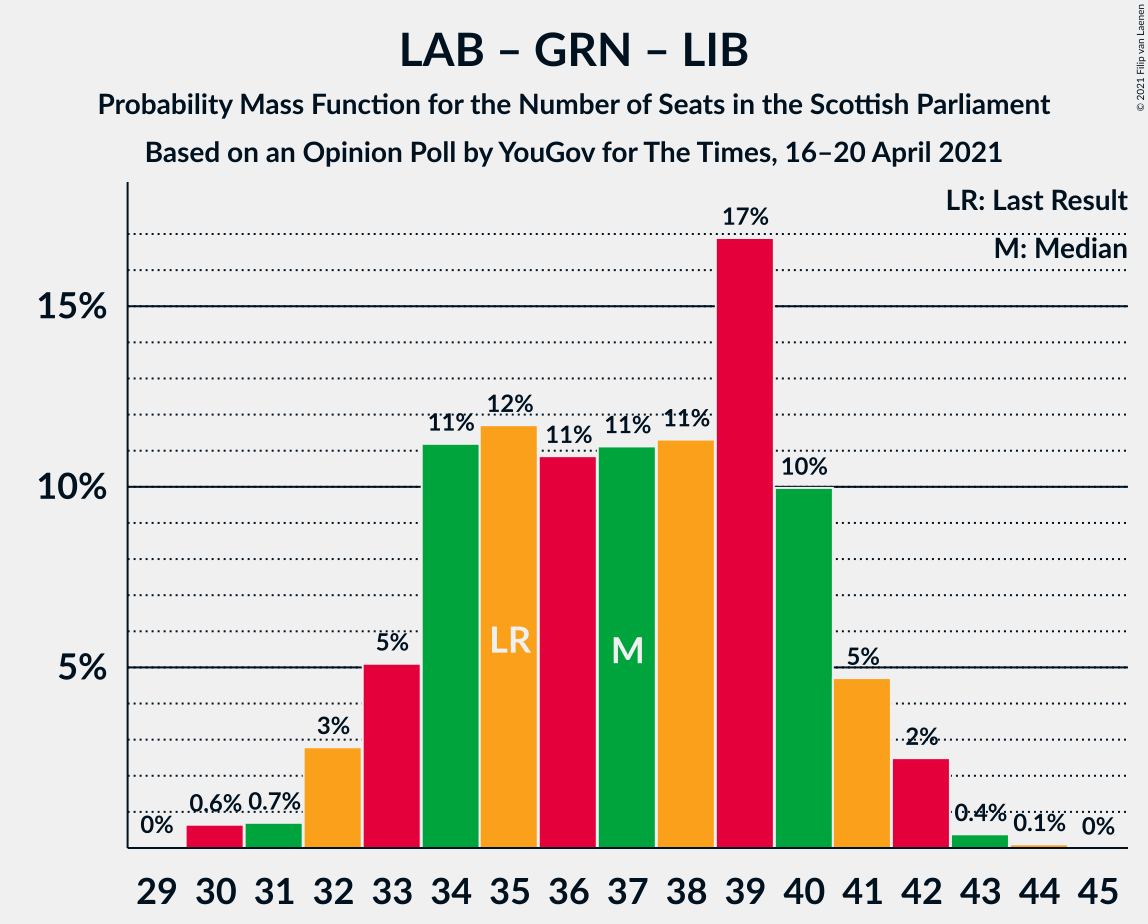 LAB – GRN – LIB
Probability Mass Function for the Number of Seats in the Scottish Parliament
Based on an Opinion Poll by YouGov for The Times, 16–20 April 2021
© 2021 Filip van Laenen
LR: Last Result
M: Median
15%
10%
5%
0%
0.6%
0.7%
3%
5%
11%
12%
11%
11%
11%
17%
10%
5%
2%
0.4%
0.1%
0%
LR
M
29 30 31 32 33 34 35 36 37 38 39 40 41 42 43 44 45